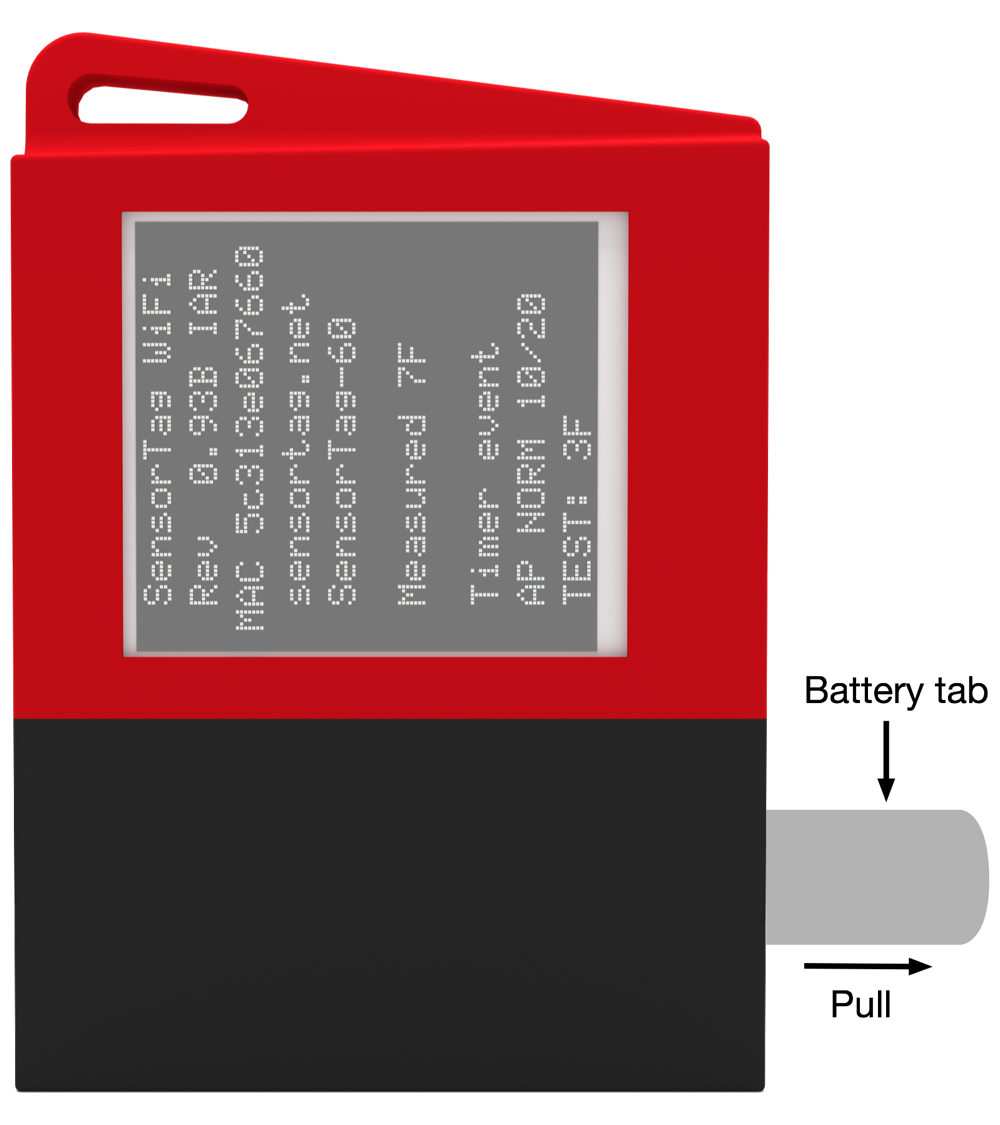 SensorTag WiFi
Rev  0.93B IAR
MAC 5c313e067660
sensortag.net
SensorTag-60
Measured 7F
Timer event
AP NORM 10/20
TEST: 3F
Battery tab
Pull